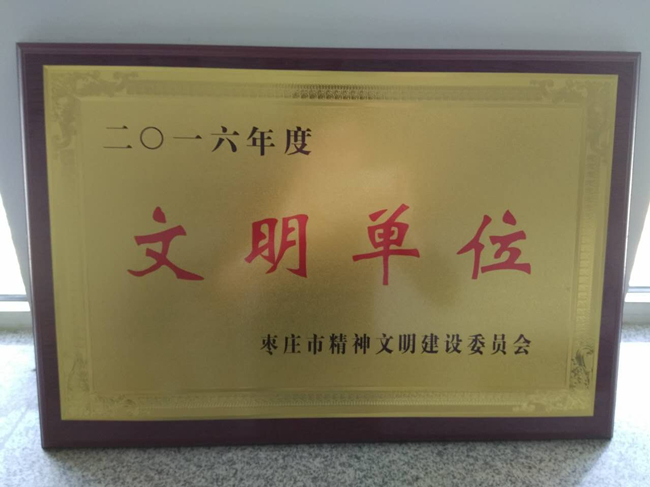 二〇一六年度
文明单位
枣庄市精神文明建设委员会